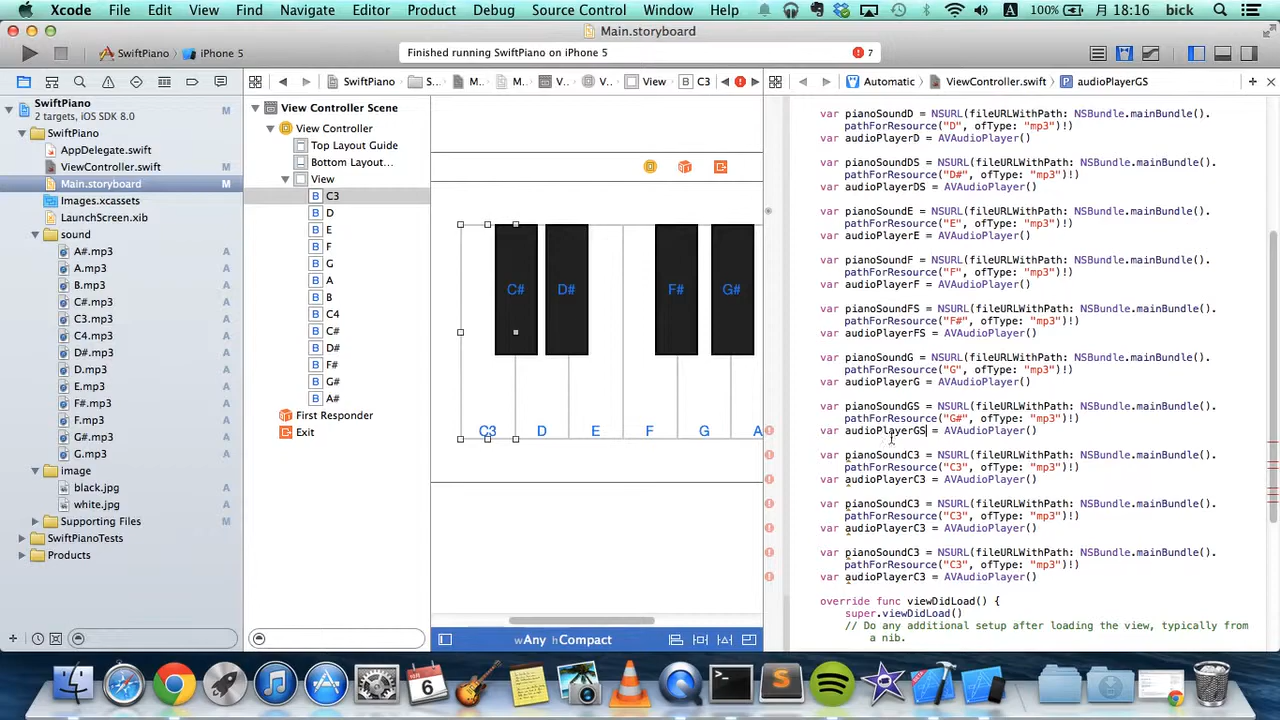 Xcode File Edit View Find Navigate Editor Product Debug Source Control Window Help 100% 月 18:16 bick
Main.storyboard
SwiftPiano iPhone 5 Finished running SwiftPiano on iPhone 5 7
SwiftPiano S... M... M... V... V... View C3 Automatic ViewController.swift audioPlayerGS
SwiftPiano M
2 targets, iOS SDK 8.0
SwiftPiano
AppDelegate.swift
ViewController.swift M
Main.storyboard M
Images.xcassets
LaunchScreen.xib
sound
A#.mp3 A
A.mp3 A
B.mp3 A
C#.mp3 A
C3.mp3 A
C4.mp3 A
D#.mp3 A
D.mp3 A
E.mp3 A
F#.mp3 A
F.mp3 A
G#.mp3 A
G.mp3 A
image
black.jpg A
white.jpg A
Supporting Files M
SwiftPianoTests
Products
View Controller Scene
View Controller
Top Layout Guide
Bottom Layout...
View
B C3
B D
B E
B F
B G
B A
B B
B C4
B C#
B D#
B F#
B G#
B A#
First Responder
Exit
C# D# F# G#
C3 D E F G A
wAny hCompact
var pianoSoundD = NSURL(fileURLWithPath: NSBundle.mainBundle().
pathForResource("D", ofType: "mp3")!)
var audioPlayerD = AVAudioPlayer()
var pianoSoundDS = NSURL(fileURLWithPath: NSBundle.mainBundle().
pathForResource("D#", ofType: "mp3")!)
var audioPlayerDS = AVAudioPlayer()
var pianoSoundE = NSURL(fileURLWithPath: NSBundle.mainBundle().
pathForResource("E", ofType: "mp3")!)
var audioPlayerE = AVAudioPlayer()
var pianoSoundF = NSURL(fileURLWithPath: NSBundle.mainBundle().
pathForResource("F", ofType: "mp3")!)
var audioPlayerF = AVAudioPlayer()
var pianoSoundFS = NSURL(fileURLWithPath: NSBundle.mainBundle().
pathForResource("F#", ofType: "mp3")!)
var audioPlayerFS = AVAudioPlayer()
var pianoSoundG = NSURL(fileURLWithPath: NSBundle.mainBundle().
pathForResource("G", ofType: "mp3")!)
var audioPlayerG = AVAudioPlayer()
var pianoSoundGS = NSURL(fileURLWithPath: NSBundle.mainBundle().
pathForResource("G#", ofType: "mp3")!)
var audioPlayerGS = AVAudioPlayer()
var pianoSoundC3 = NSURL(fileURLWithPath: NSBundle.mainBundle().
pathForResource("C3", ofType: "mp3")!)
var audioPlayerC3 = AVAudioPlayer()
var pianoSoundC3 = NSURL(fileURLWithPath: NSBundle.mainBundle().
pathForResource("C3", ofType: "mp3")!)
var audioPlayerC3 = AVAudioPlayer()
var pianoSoundC3 = NSURL(fileURLWithPath: NSBundle.mainBundle().
pathForResource("C3", ofType: "mp3")!)
var audioPlayerC3 = AVAudioPlayer()
override func viewDidLoad() {
super.viewDidLoad()
// Do any additional setup after loading the view, typically from
a nib.